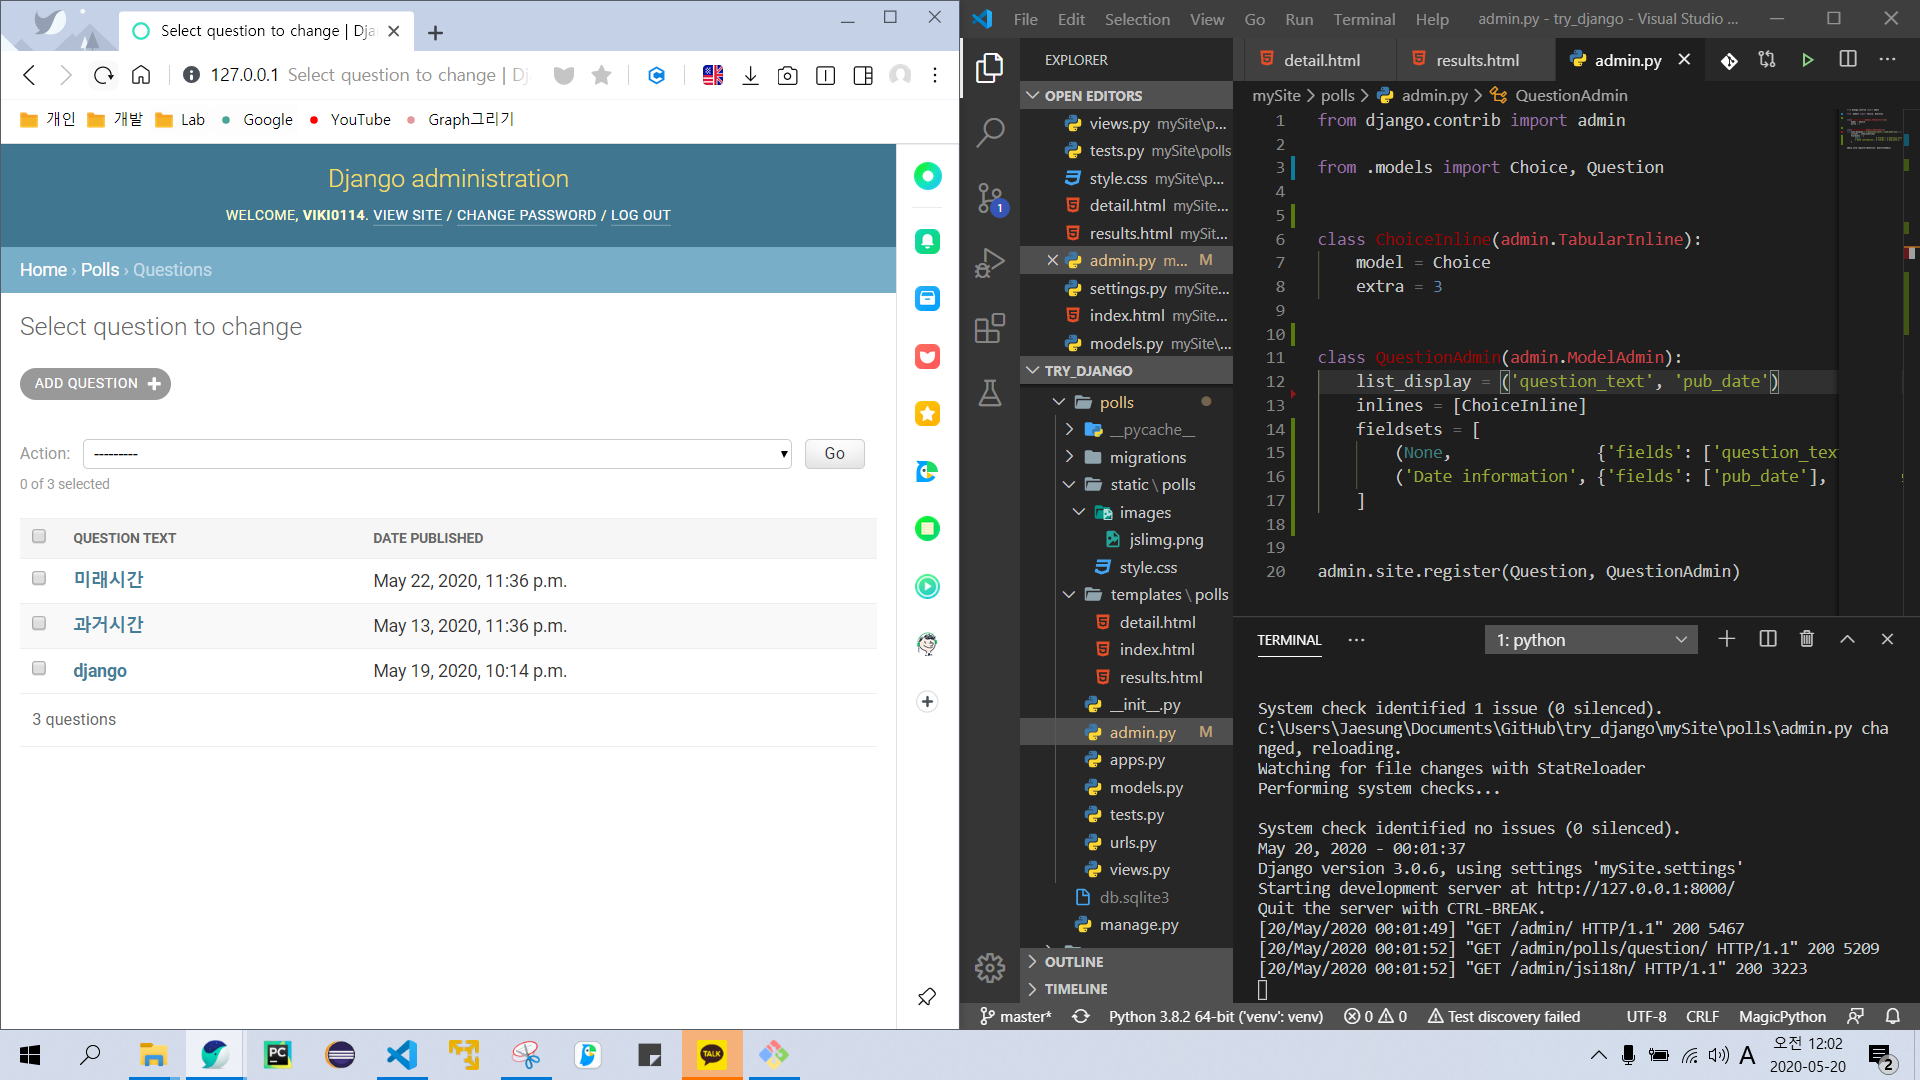 Select question to change | Dja
127.0.0.1 Select question to change | D
개인
개발
Lab
Google
YouTube
Graph그리기
Django administration
WELCOME, VIKI0114. VIEW SITE / CHANGE PASSWORD / LOG OUT
Home › Polls › Questions
Select question to change
ADD QUESTION
Action: --------- Go
0 of 3 selected
QUESTION TEXT DATE PUBLISHED
미래시간 May 22, 2020, 11:36 p.m.
과거시간 May 13, 2020, 11:36 p.m.
django May 19, 2020, 10:14 p.m.
3 questions
File Edit Selection View Go Run Terminal Help admin.py - try_django - Visual Studio ...
EXPLORER
OPEN EDITORS
views.py mySite\p...
tests.py mySite\polls
style.css mySite\p...
detail.html mySite...
results.html mySit...
admin.py m... M
settings.py mySite...
index.html mySite...
models.py mySite\...
TRY_DJANGO
polls
__pycache__
migrations
static \ polls
images
jslimg.png
style.css
templates \ polls
detail.html
index.html
results.html
__init__.py
admin.py M
apps.py
models.py
tests.py
urls.py
views.py
db.sqlite3
manage.py
OUTLINE
TIMELINE
1
detail.html
results.html
admin.py
mySite > polls > admin.py > QuestionAdmin
1 from django.contrib import admin
2
3 from .models import Choice, Question
4
5
6 class ChoiceInline(admin.TabularInline):
7 model = Choice
8 extra = 3
9
10
11 class QuestionAdmin(admin.ModelAdmin):
12 list_display = ('question_text', 'pub_date')
13 inlines = [ChoiceInline]
14 fieldsets = [
15 (None, {'fields': ['question_tex
16 ('Date information', {'fields': ['pub_date'],
17 ]
18
19
20 admin.site.register(Question, QuestionAdmin)
TERMINAL
1: python
System check identified 1 issue (0 silenced).
C:\Users\Jaesung\Documents\GitHub\try_django\mySite\polls\admin.py cha
nged, reloading.
Watching for file changes with StatReloader
Performing system checks...
System check identified no issues (0 silenced).
May 20, 2020 - 00:01:37
Django version 3.0.6, using settings 'mySite.settings'
Starting development server at http://127.0.0.1:8000/
Quit the server with CTRL-BREAK.
[20/May/2020 00:01:49] "GET /admin/ HTTP/1.1" 200 5467
[20/May/2020 00:01:52] "GET /admin/polls/question/ HTTP/1.1" 200 5209
[20/May/2020 00:01:52] "GET /admin/jsi18n/ HTTP/1.1" 200 3223
master* Python 3.8.2 64-bit ('venv': venv) 0 0 Test discovery failed UTF-8 CRLF MagicPython
PC
TALK
A
오전 12:02
2020-05-20
2